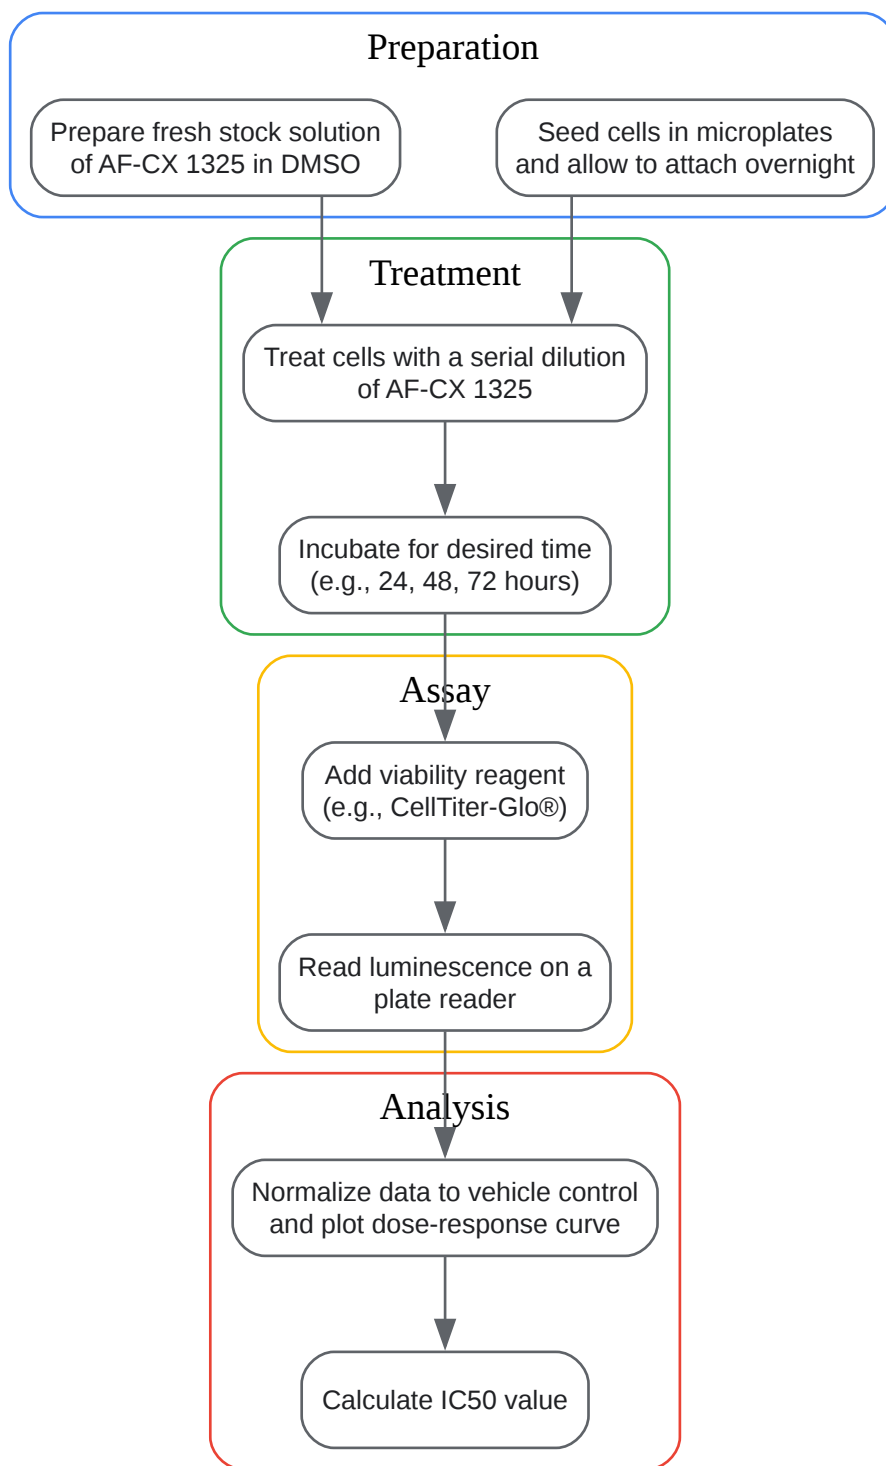 Preparation
Prepare fresh stock solution
of AF-CX 1325 in DMSO
Seed cells in microplates
and allow to attach overnight
Treatment
Treat cells with a serial dilution
of AF-CX 1325
Incubate for desired time
(e.g., 24, 48, 72 hours)
Assay
Add viability reagent
(e.g., CellTiter-Glo®)
Read luminescence on a
plate reader
Analysis
Normalize data to vehicle control
and plot dose-response curve
Calculate IC50 value